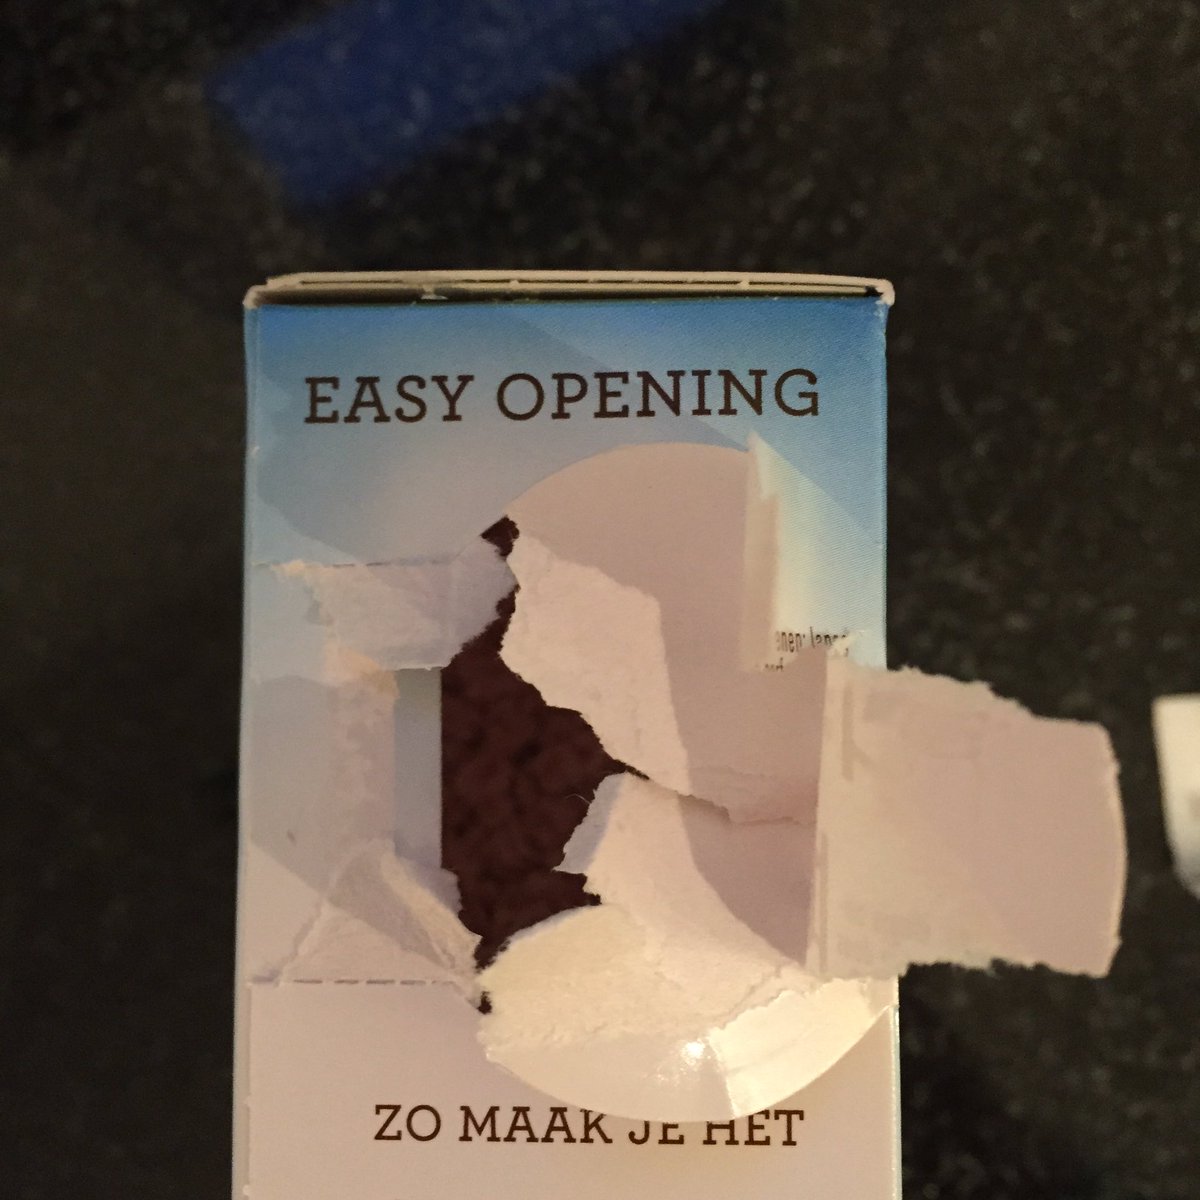 EASY OPENING
ZO MAAK JE HET